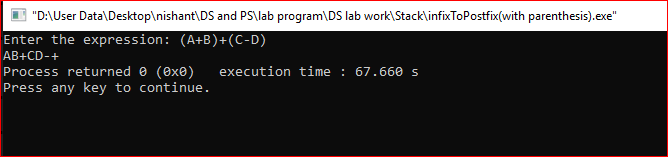 "D:\User Data\Desktop\nishant\DS and PS\lab program\DS lab work\Stack\infixToPostfix(with parenthesis).exe"
Enter the expression: (A+B)+(C-D)
AB+CD-+
Process returned 0 (0x0)   execution time : 67.660 s
Press any key to continue.